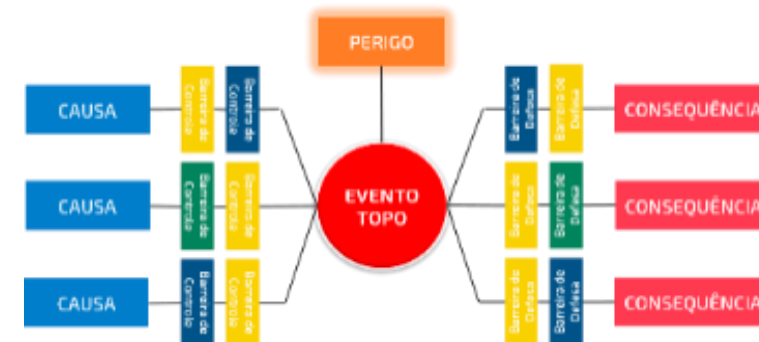 PERIGO
CAUSA
Barreira de
Controle
Barreira de
Controle
EVENTO
TOPO
Barreira de
Defesa
Barreira de
Defesa
CONSEQUÊNCIA
CAUSA
Barreira de
Controle
Barreira de
Controle
Barreira de
Defesa
Barreira de
Defesa
CONSEQUÊNCIA
CAUSA
Barreira de
Controle
Barreira de
Controle
Barreira de
Defesa
Barreira de
Defesa
CONSEQUÊNCIA